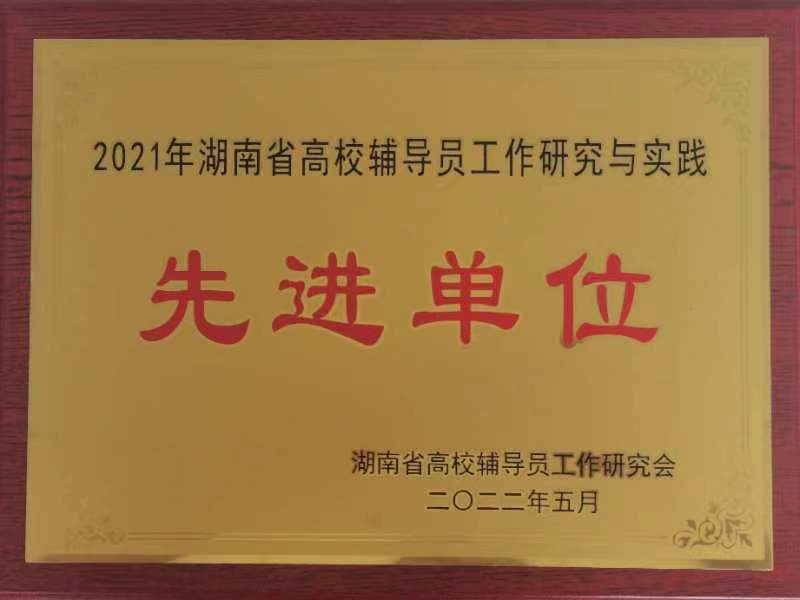 2021年湖南省高校辅导员工作研究与实践
先进单位
湖南省高校辅导员工作研究会
二〇二二年五月